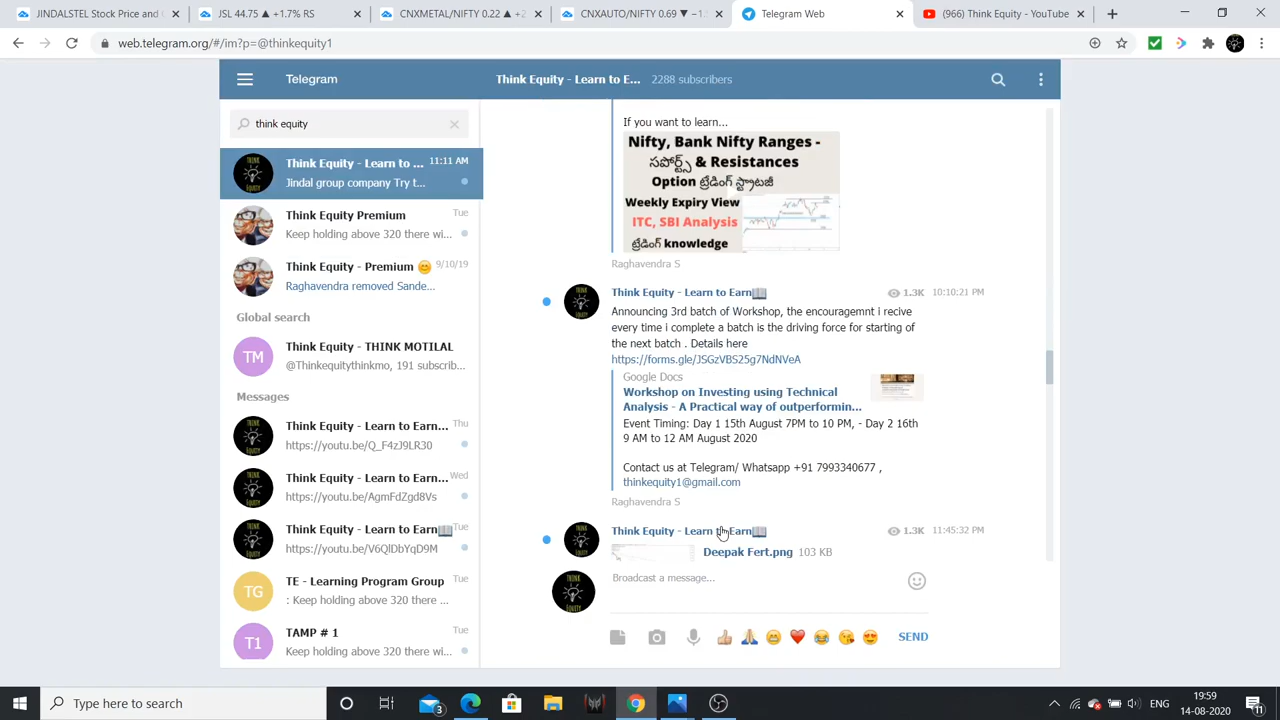 JINDALSTEL Stock Price and
JSL 44.75 ▲+1.7% RS
CNXMETAL/NIFTY 0.22 ▲+2
CNXAUTO/NIFTY 0.69 ▼−1.
Telegram Web
(966) Think Equity - YouTube
web.telegram.org/#/im?p=@thinkequity1
Telegram
Think Equity - Learn to E... 2288 subscribers
think equity
Think Equity - Learn to ... 11:11 AM
Jindal group company Try t...
Think Equity Premium Tue
Keep holding above 320 there wi...
Think Equity - Premium 😊 9/10/19
Raghavendra removed Sande...
Global search
TM
Think Equity - THINK MOTILAL
@Thinkequitythinkmo, 191 subscrib...
Messages
Think Equity - Learn to Earn... Thu
https://youtu.be/Q_F4zJ9LR30
Think Equity - Learn to Earn... Wed
https://youtu.be/AgmFdZgd8Vs
Think Equity - Learn to Earn📖 Tue
https://youtu.be/V6QlDbYqD9M
TG
TE - Learning Program Group Tue
: Keep holding above 320 there ...
T1
TAMP # 1 Tue
Keep holding above 320 there wi...
If you want to learn...
Nifty, Bank Nifty Ranges -
సపోర్ట్స్ & Resistances
Option ట్రేడింగ్ స్ట్రాటజీ
Weekly Expiry View
ITC, SBI Analysis
ట్రేడింగ్ knowledge
Raghavendra S
Think Equity - Learn to Earn📖 1.3K 10:10:21 PM
Announcing 3rd batch of Workshop, the encouragemnt i recive
every time i complete a batch is the driving force for starting of
the next batch . Details here
https://forms.gle/JSGzVBS25g7NdNVeA
Google Docs
Workshop on Investing using Technical
Analysis - A Practical way of outperformin...
Event Timing: Day 1 15th August 7PM to 10 PM, - Day 2 16th
9 AM to 12 AM August 2020
Contact us at Telegram/ Whatsapp +91 7993340677 ,
thinkequity1@gmail.com
Raghavendra S
Think Equity - Learn to Earn📖 1.3K 11:45:32 PM
Deepak Fert.png 103 KB
Broadcast a message...
SEND
Type here to search
3
ENG
19:59
14-08-2020
11